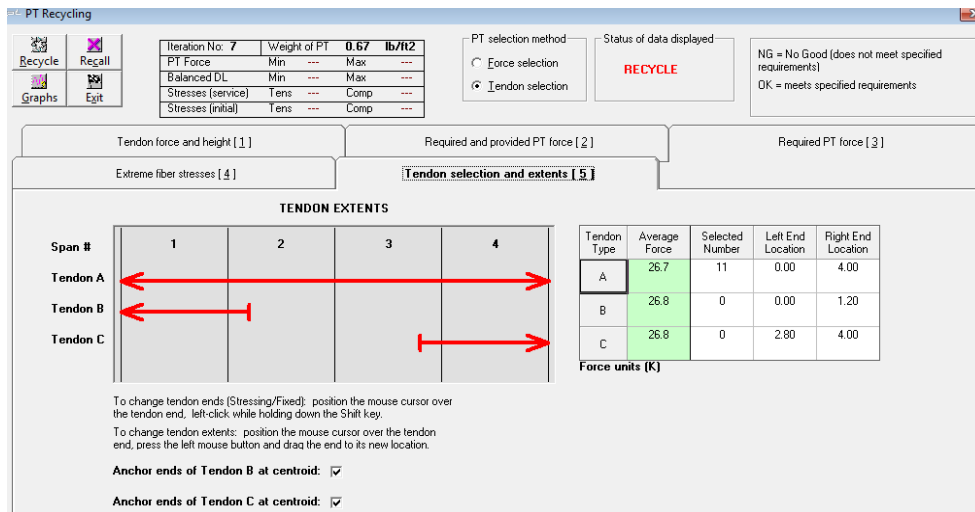 PT Recycling
Recycle Recall
Graphs Exit
Iteration No: 7 Weight of PT 0.67 lb/ft2
PT Force Min --- Max ---
Balanced DL Min --- Max ---
Stresses (service) Tens --- Comp ---
Stresses (initial) Tens --- Comp ---
PT selection method
Force selection
Tendon selection
Status of data displayed
RECYCLE
NG = No Good (does not meet specified
requirements)
OK = meets specified requirements
Tendon force and height [ 1 ]
Required and provided PT force [ 2 ]
Required PT force [ 3 ]
Extreme fiber stresses [ 4 ]
Tendon selection and extents [ 5 ]
TENDON EXTENTS
Span # 1 2 3 4
Tendon A
Tendon B
Tendon C
Tendon Type Average Force Selected Number Left End Location Right End Location
A 26.7 11 0.00 4.00
B 26.8 0 0.00 1.20
C 26.8 0 2.80 4.00
Force units (K)
To change tendon ends (Stressing/Fixed): position the mouse cursor over
the tendon end, left-click while holding down the Shift key.
To change tendon extents: position the mouse cursor over the tendon
end, press the left mouse button and drag the end to its new location.
Anchor ends of Tendon B at centroid:
Anchor ends of Tendon C at centroid: